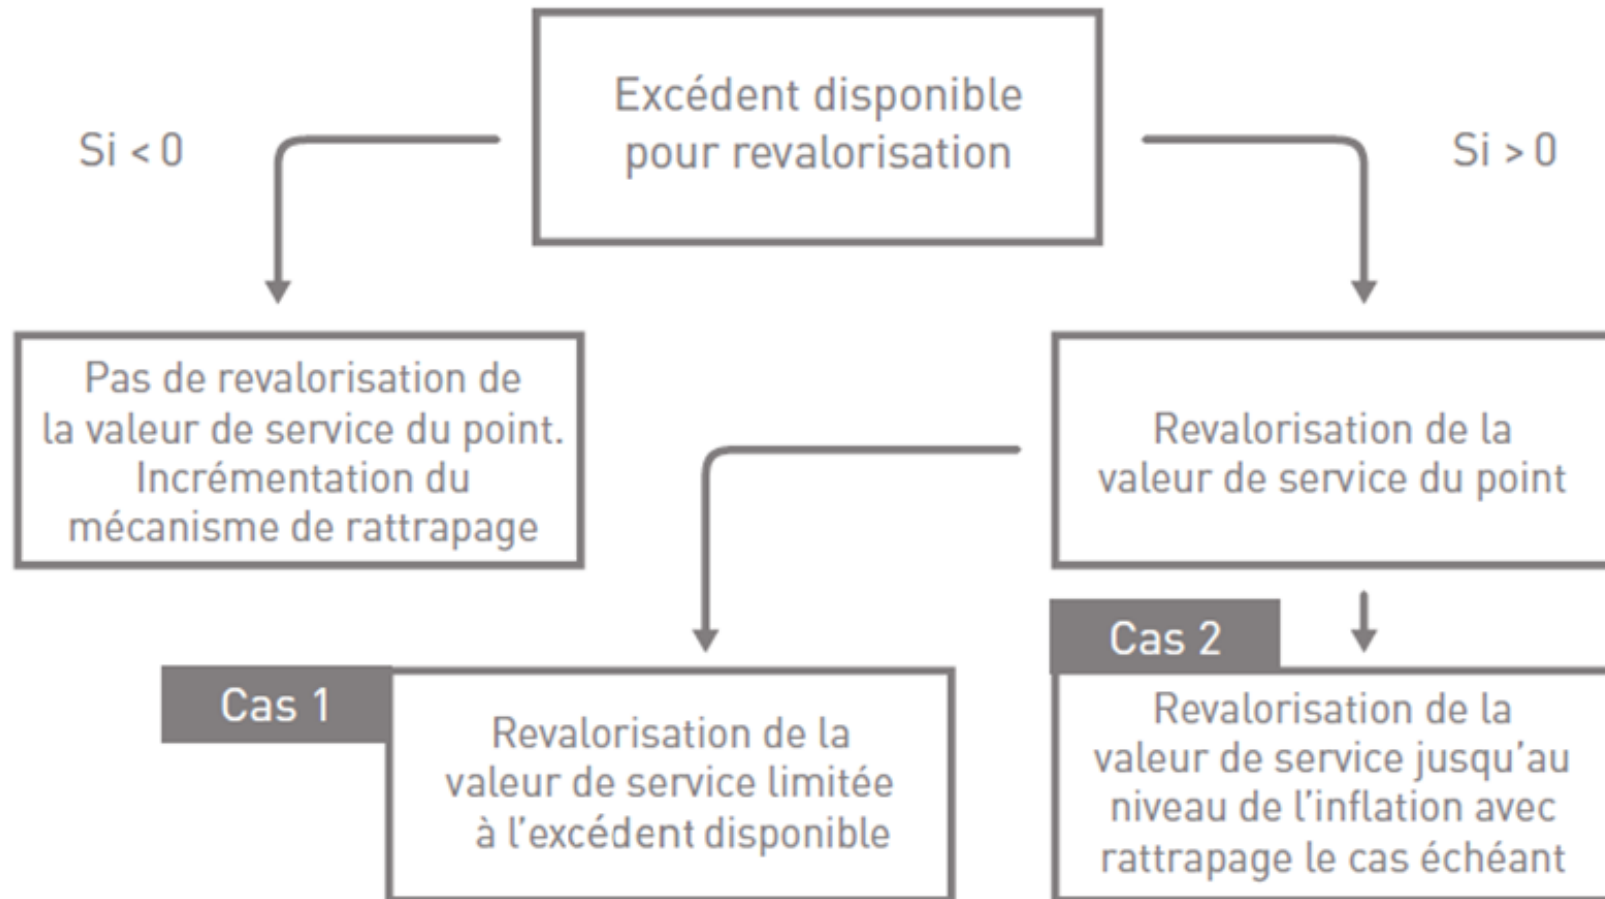 Excédent disponible
pour revalorisation
Si < 0
Si > 0
Pas de revalorisation de
la valeur de service du point.
Incrémentation du
mécanisme de rattrapage
Revalorisation de la
valeur de service du point
Cas 1
Revalorisation de la
valeur de service limitée
à l'excédent disponible
Cas 2
Revalorisation de la
valeur de service jusqu'au
niveau de l'inflation avec
rattrapage le cas échéant